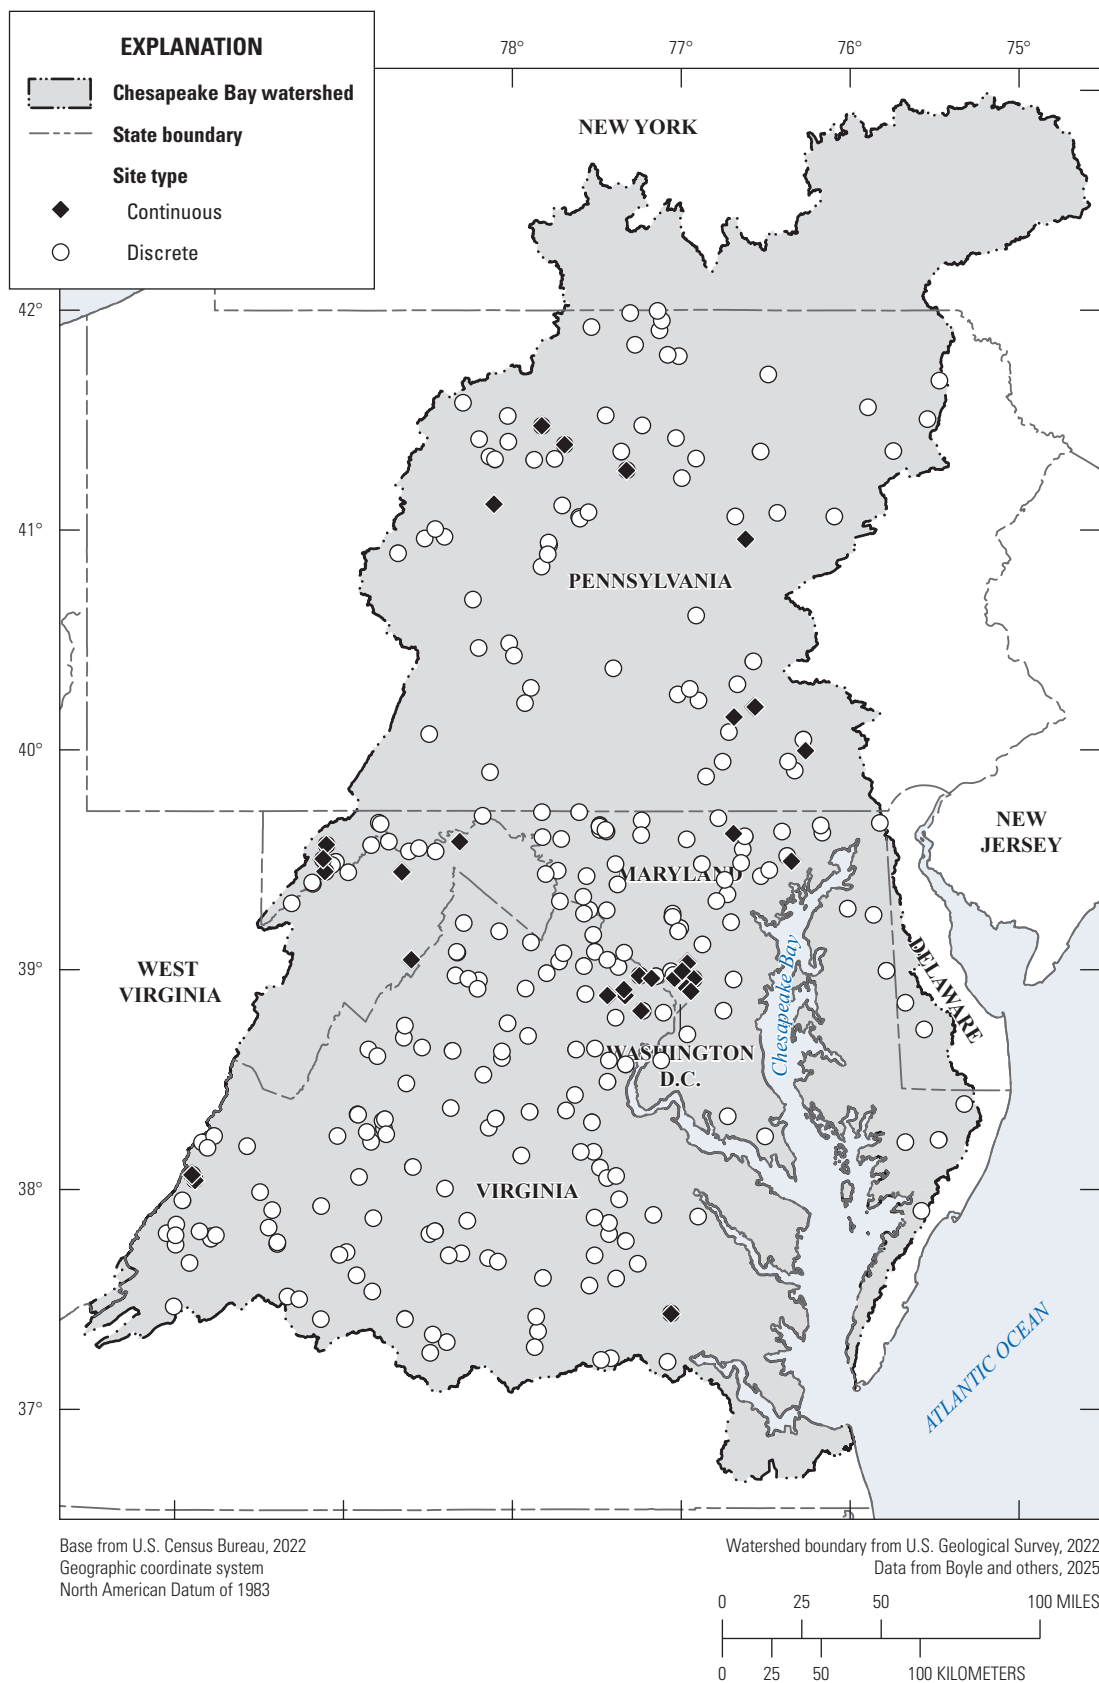 EXPLANATION
Chesapeake Bay watershed
State boundary
Site type
Continuous
Discrete
78°
77°
76°
75°
NEW YORK
42°
41°
PENNSYLVANIA
40°
NEW
JERSEY
MARYLAND
WEST
VIRGINIA
39°
Chesapeake Bay
DELAWARE
WASHINGTON
D.C.
38°
VIRGINIA
ATLANTIC OCEAN
37°
Base from U.S. Census Bureau, 2022
Geographic coordinate system
North American Datum of 1983
Watershed boundary from U.S. Geological Survey, 2022
Data from Boyle and others, 2025
0 25 50 100 MILES
0 25 50 100 KILOMETERS